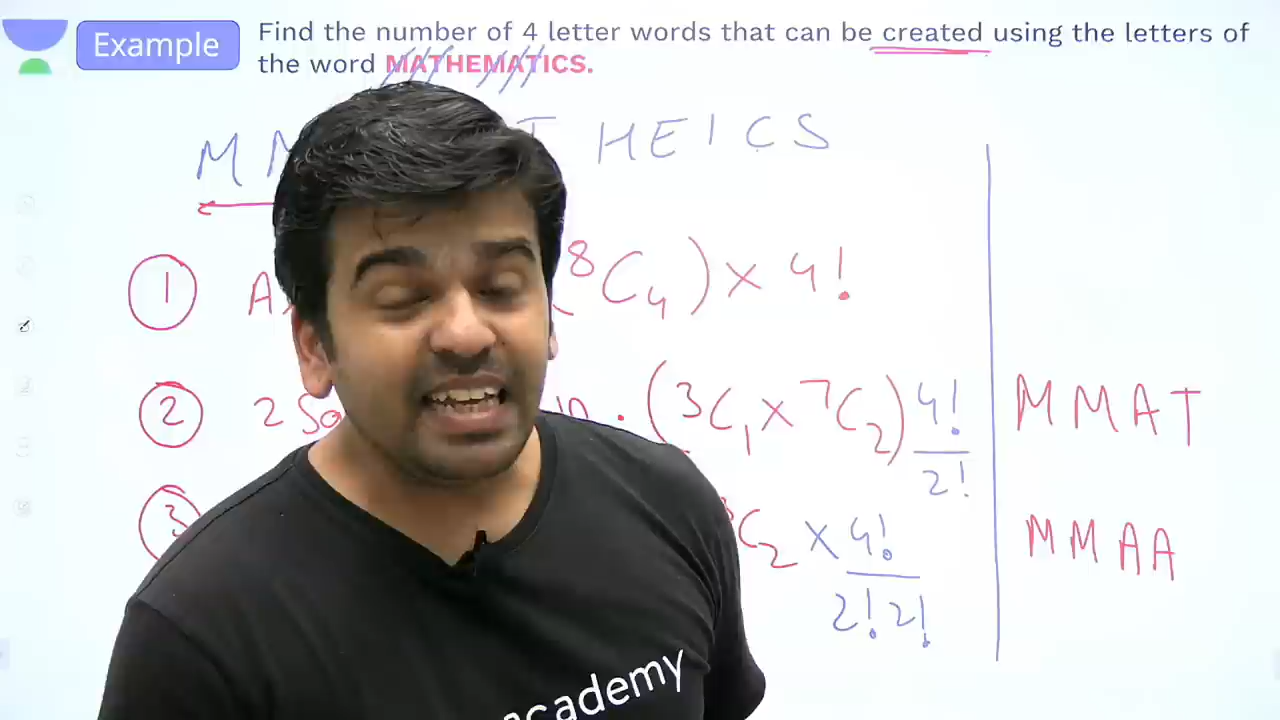 Example
Find the number of 4 letter words that can be created using the letters of
the word MATHEMATICS.
M T HEICS
1 (⁸C₄) × 4!
2 2 · (³C₁ × ⁷C₂) 4!/2! MMAT
3 C₂ × 4!/2!2! MMAA
academy